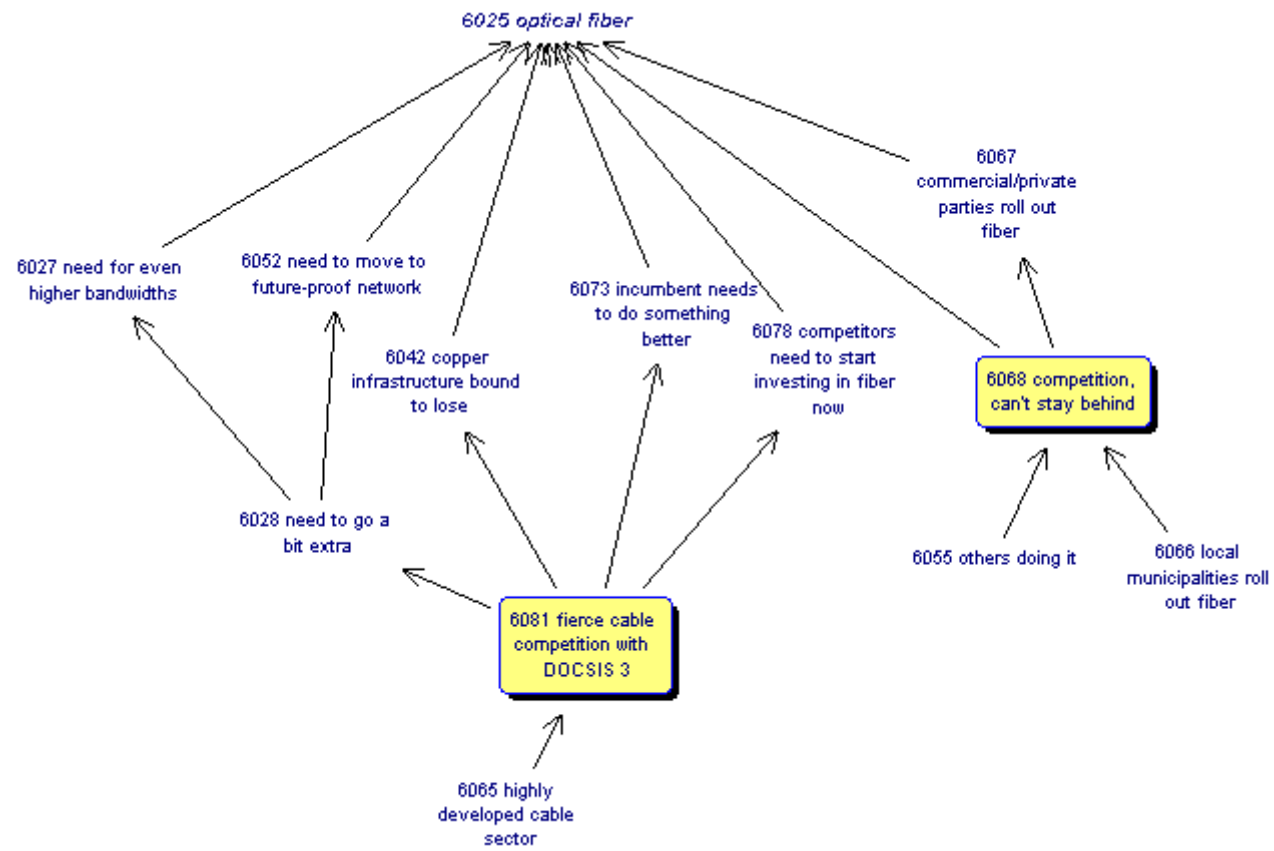 6025 optical fiber
6067
commercial/private
parties roll out
fiber
6027 need for even
higher bandwidths
6052 need to move to
future-proof network
6073 incumbent needs
to do something
better
6078 competitors
need to start
investing in fiber
now
6042 copper
infrastructure bound
to lose
6068 competition,
can't stay behind
6028 need to go a
bit extra
6055 others doing it
6066 local
municipalities roll
out fiber
6081 fierce cable
competition with
DOCSIS 3
6065 highly
developed cable
sector